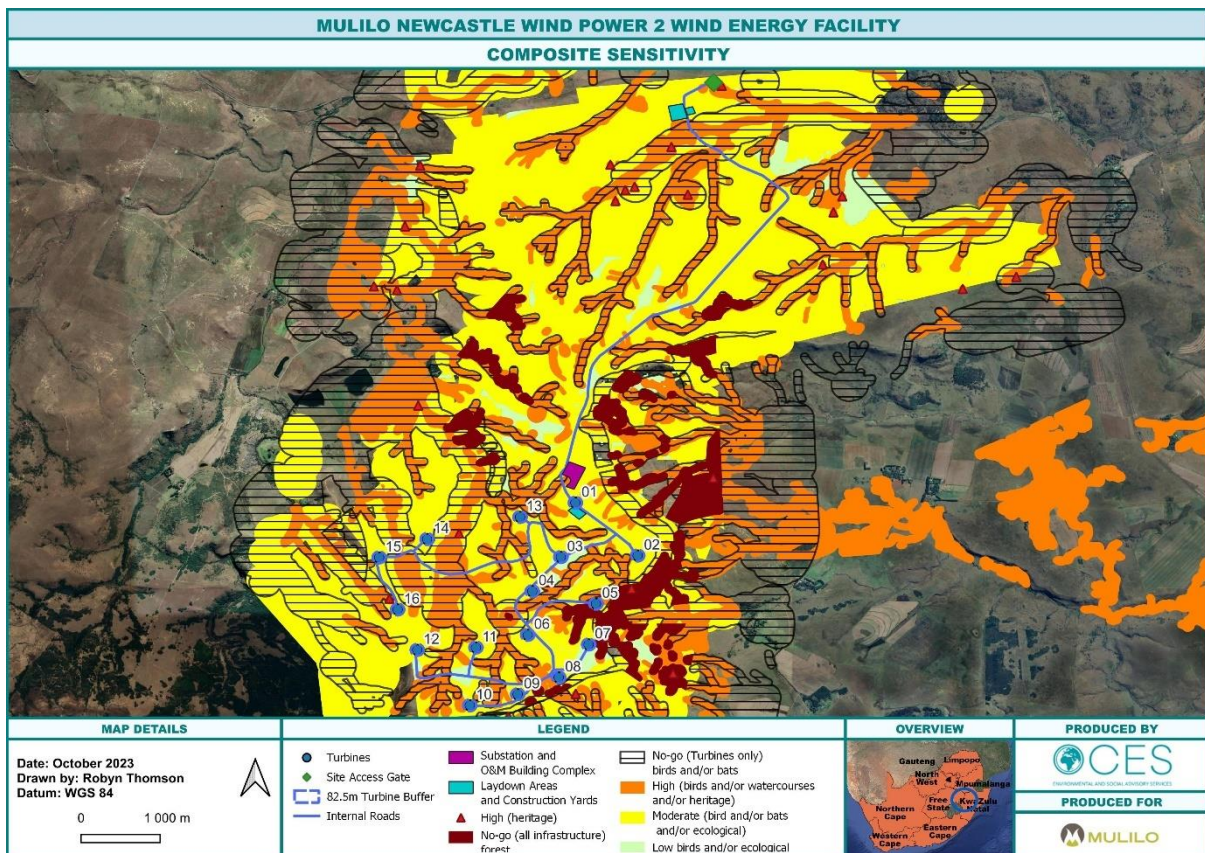 MULILO NEWCASTLE WIND POWER 2 WIND ENERGY FACILITY
COMPOSITE SENSITIVITY
01
13
14
02
03
15
04
16
05
06
07
12
11
08
09
10
MAP DETAILS
Date: October 2023
Drawn by: Robyn Thomson
Datum: WGS 84
0 1 000 m
LEGEND
Turbines
Site Access Gate
82.5m Turbine Buffer
Internal Roads
Substation and
O&M Building Complex
Laydown Areas
and Construction Yards
High (heritage)
No-go (all infrastructure)
forest
No-go (Turbines only)
birds and/or bats
High (birds and/or watercourses
and/or heritage)
Moderate (bird and/or bats
and/or ecological)
Low birds and/or ecological
OVERVIEW
Limpopo
Gauteng
North
West
Mpumalanga
Free
State
Kwa Zulu
Natal
Northern
Cape
Eastern
Cape
Western
Cape
PRODUCED BY
CES
ENVIRONMENTAL AND SOCIAL ADVISORY SERVICES
PRODUCED FOR
MULILO